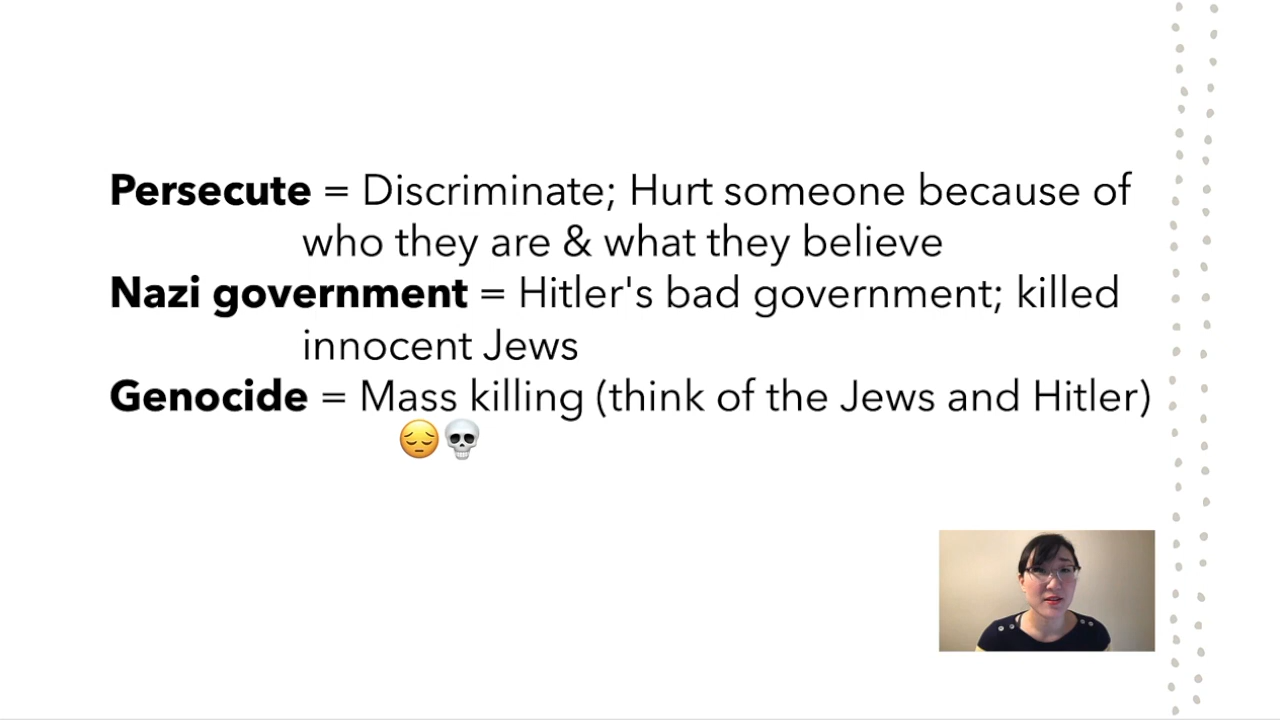 Persecute = Discriminate; Hurt someone because of
who they are & what they believe
Nazi government = Hitler's bad government; killed
innocent Jews
Genocide = Mass killing (think of the Jews and Hitler)
😔💀